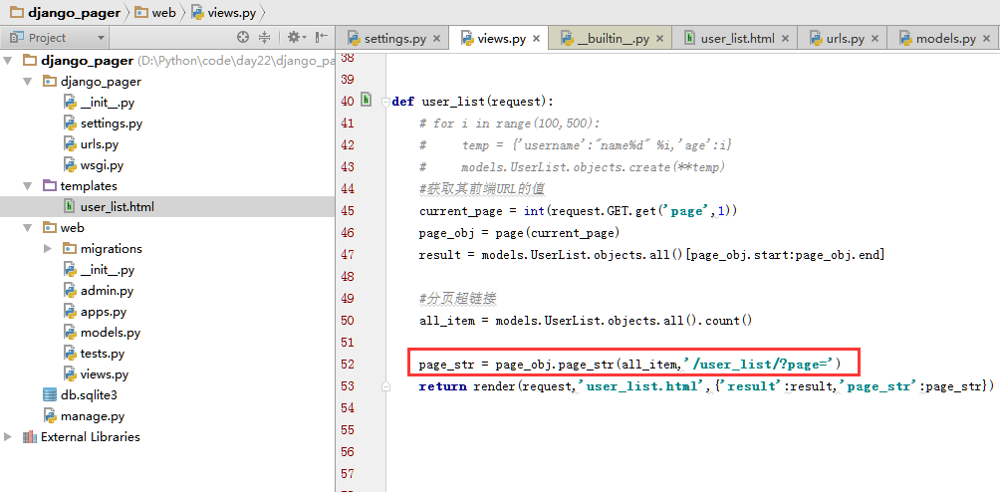 django_pager web views.py
Project
settings.py views.py __builtin__.py user_list.html urls.py models.py
django_pager (D:\Python\code\day22\django_pa
django_pager
__init__.py
settings.py
urls.py
wsgi.py
templates
user_list.html
web
migrations
__init__.py
admin.py
apps.py
models.py
tests.py
views.py
db.sqlite3
manage.py
External Libraries
38
39
40 def user_list(request):
41 # for i in range(100,500):
42 #     temp = {'username':"name%d" %i,'age':i}
43 #     models.UserList.objects.create(**temp)
44 #获取某前端URL的值
45 current_page = int(request.GET.get('page',1))
46 page_obj = page(current_page)
47 result = models.UserList.objects.all()[page_obj.start:page_obj.end]
48
49 #分页超链接
50 all_item = models.UserList.objects.all().count()
51
52 page_str = page_obj.page_str(all_item,'/user_list/?page=')
53 return render(request,'user_list.html',{'result':result,'page_str':page_str})
54
55
56
57